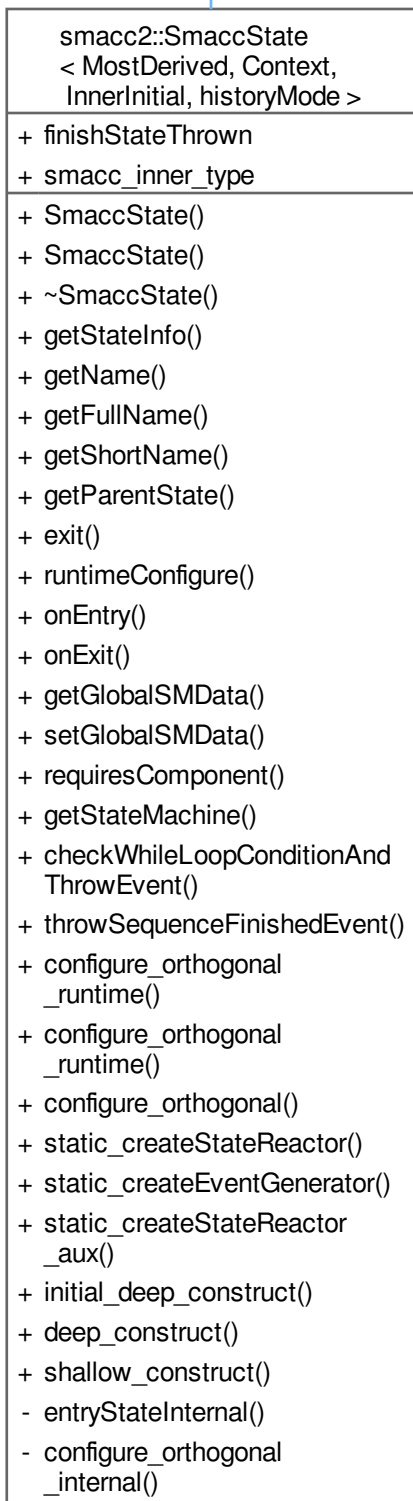 smacc2::SmaccState
< MostDerived, Context,
InnerInitial, historyMode >
+ finishStateThrown
+ smacc_inner_type
+ SmaccState()
+ SmaccState()
+ ~SmaccState()
+ getStateInfo()
+ getName()
+ getFullName()
+ getShortName()
+ getParentState()
+ exit()
+ runtimeConfigure()
+ onEntry()
+ onExit()
+ getGlobalSMData()
+ setGlobalSMData()
+ requiresComponent()
+ getStateMachine()
+ checkWhileLoopConditionAnd
ThrowEvent()
+ throwSequenceFinishedEvent()
+ configure_orthogonal
_runtime()
+ configure_orthogonal
_runtime()
+ configure_orthogonal()
+ static_createStateReactor()
+ static_createEventGenerator()
+ static_createStateReactor
_aux()
+ initial_deep_construct()
+ deep_construct()
+ shallow_construct()
- entryStateInternal()
- configure_orthogonal
_internal()